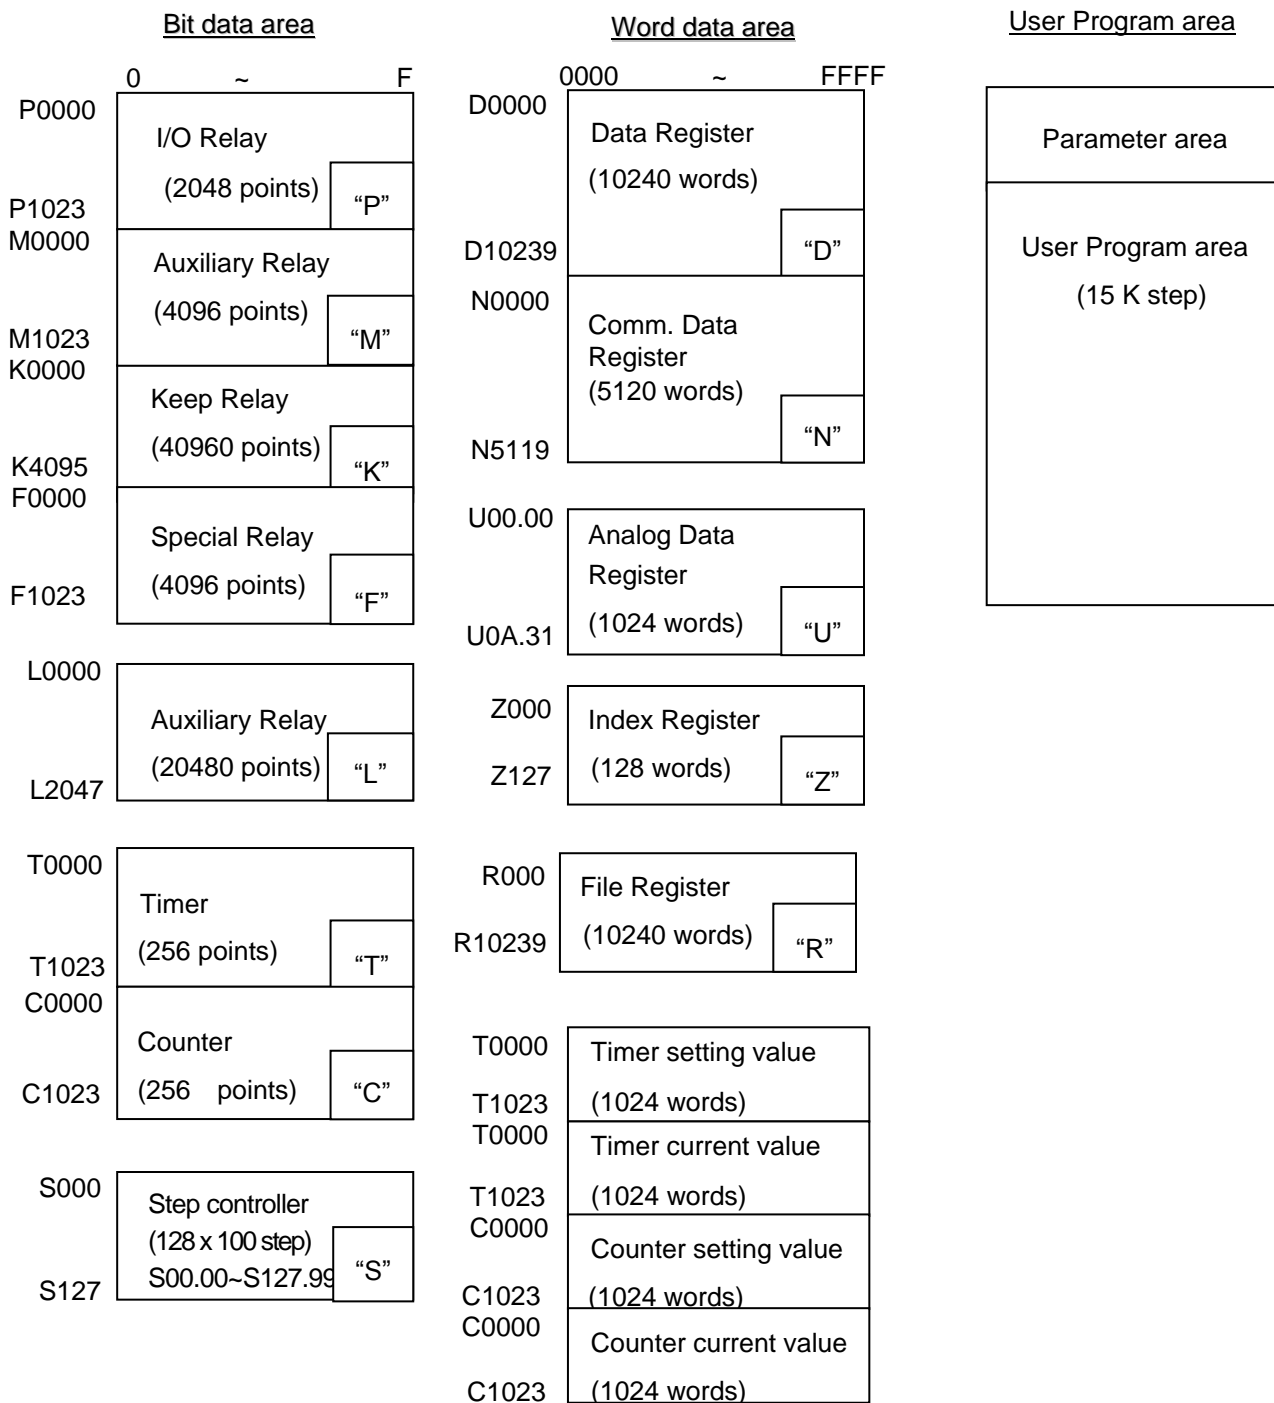 Bit data area
0 ~ F
P0000
I/O Relay
(2048 points)
“P”
P1023
M0000
Auxiliary Relay
(4096 points)
“M”
M1023
K0000
Keep Relay
(40960 points)
“K”
K4095
F0000
Special Relay
(4096 points)
“F”
F1023
L0000
Auxiliary Relay
(20480 points)
“L”
L2047
T0000
Timer
(256 points)
“T”
T1023
C0000
Counter
(256 points)
“C”
C1023
S000
Step controller
(128 x 100 step)
S00.00~S127.99
“S”
S127
Word data area
0000 ~ FFFF
D0000
Data Register
(10240 words)
“D”
D10239
N0000
Comm. Data
Register
(5120 words)
“N”
N5119
U00.00
Analog Data
Register
(1024 words)
“U”
U0A.31
Z000
Index Register
(128 words)
“Z”
Z127
R000
File Register
(10240 words)
“R”
R10239
T0000
Timer setting value
(1024 words)
T1023
T0000
Timer current value
(1024 words)
T1023
C0000
Counter setting value
(1024 words)
C1023
C0000
Counter current value
(1024 words)
C1023
User Program area
Parameter area
User Program area
(15 K step)